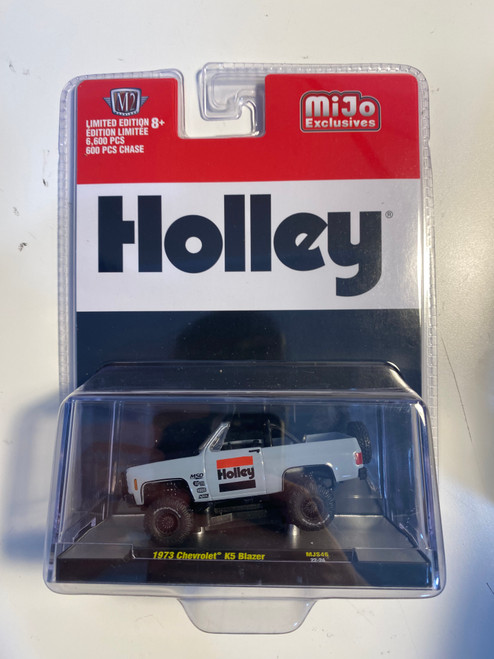 M2
LIMITED EDITION 8+
ÉDITION LIMITÉE
6,600 PCS
600 PCS CHASE
MiJo
Exclusives
Holley®
MSD
Holley
1973 Chevrolet® K5 Blazer
MJS46